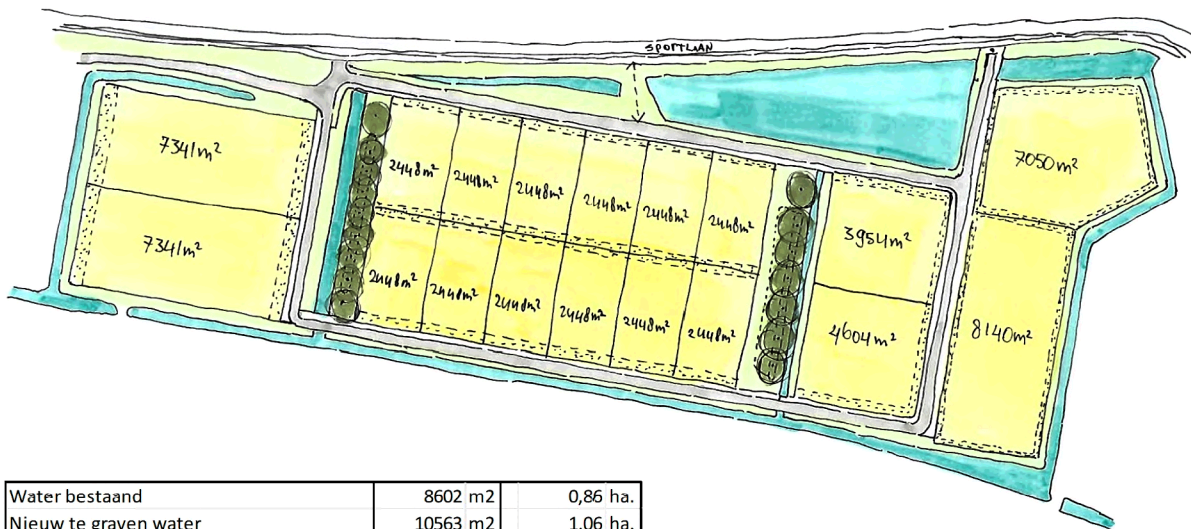 SPORTLAAN
7341m²
7341m²
2448m² 2448m² 2448m² 2448m² 2448m² 2448m²
2448m² 2448m² 2448m² 2448m² 2448m² 2448m²
3954m²
4604m²
7050m²
8140m²
Water bestaand 8602 m2 0,86 ha.
Nieuw te graven water 10563 m2 1,06 ha.